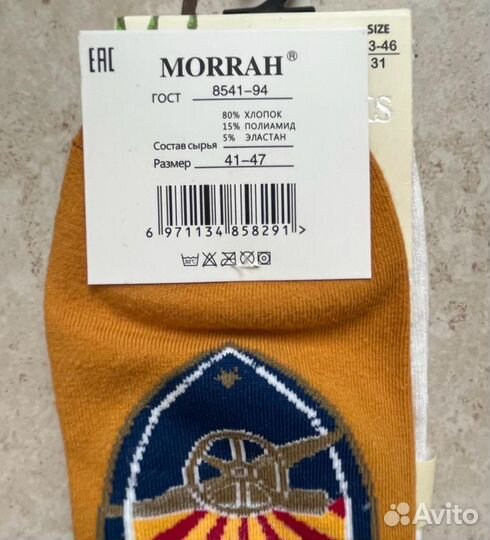 EAC
MORRAH®
ГОСТ 8541-94
80% ХЛОПОК
15% ПОЛИАМИД
5% ЭЛАСТАН
Состав сырья
Размер 41-47
6 971134 858291 >
30°C
SIZE
3-46
31
Avito